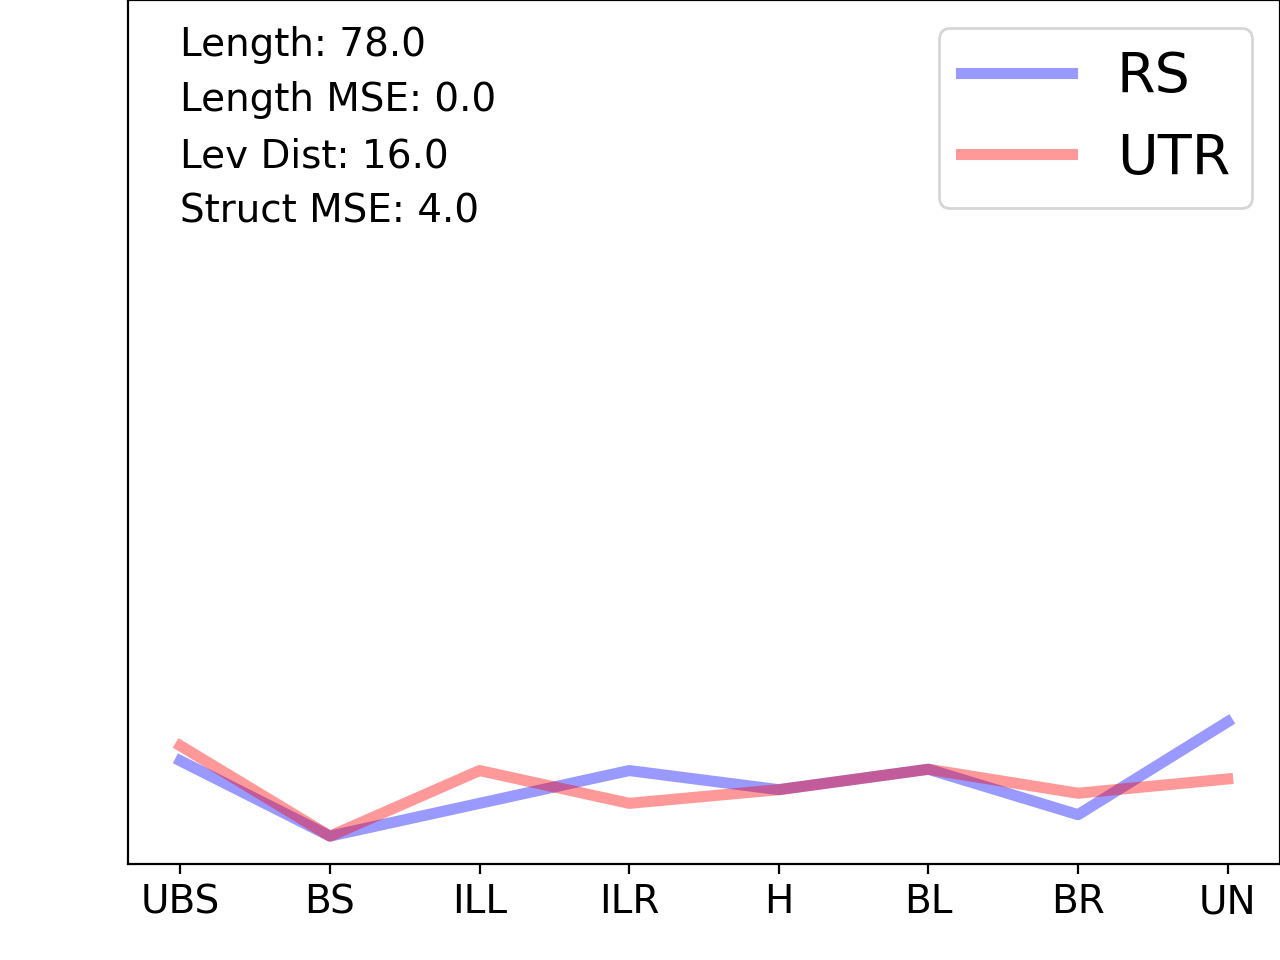 Length: 78.0
Length MSE: 0.0
Lev Dist: 16.0
Struct MSE: 4.0
RS
UTR
UBS BS ILL ILR H BL BR UN